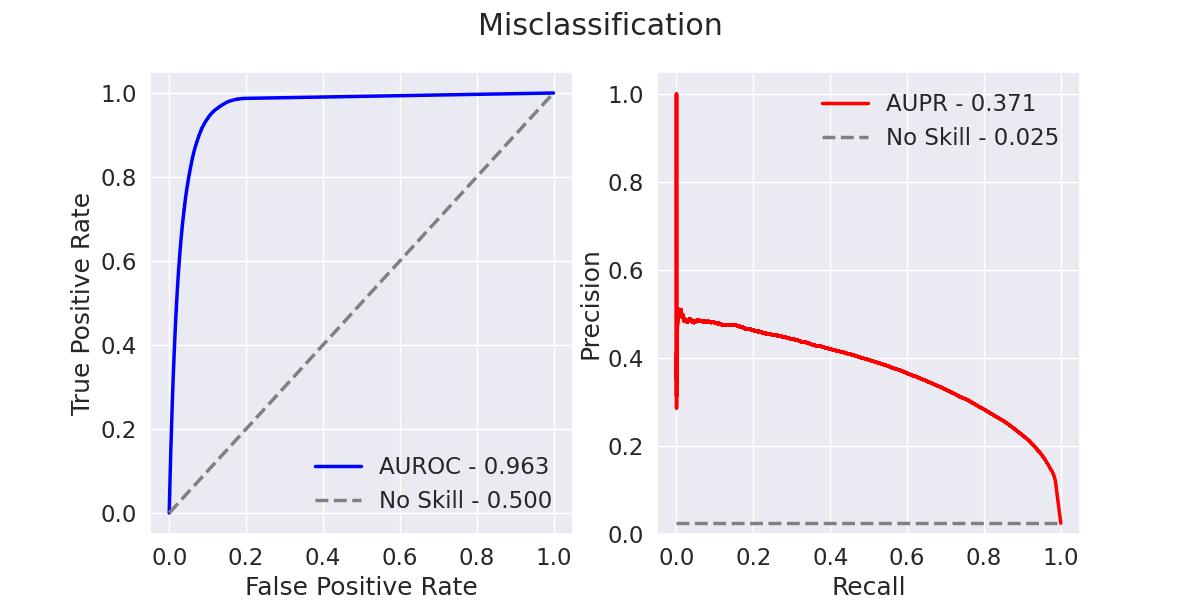 Misclassification
True Positive Rate
1.0
0.8
0.6
0.4
0.2
0.0
AUROC - 0.963
No Skill - 0.500
0.0 0.2 0.4 0.6 0.8 1.0
False Positive Rate
Precision
1.0
0.8
0.6
0.4
0.2
0.0
AUPR - 0.371
No Skill - 0.025
0.0 0.2 0.4 0.6 0.8 1.0
Recall